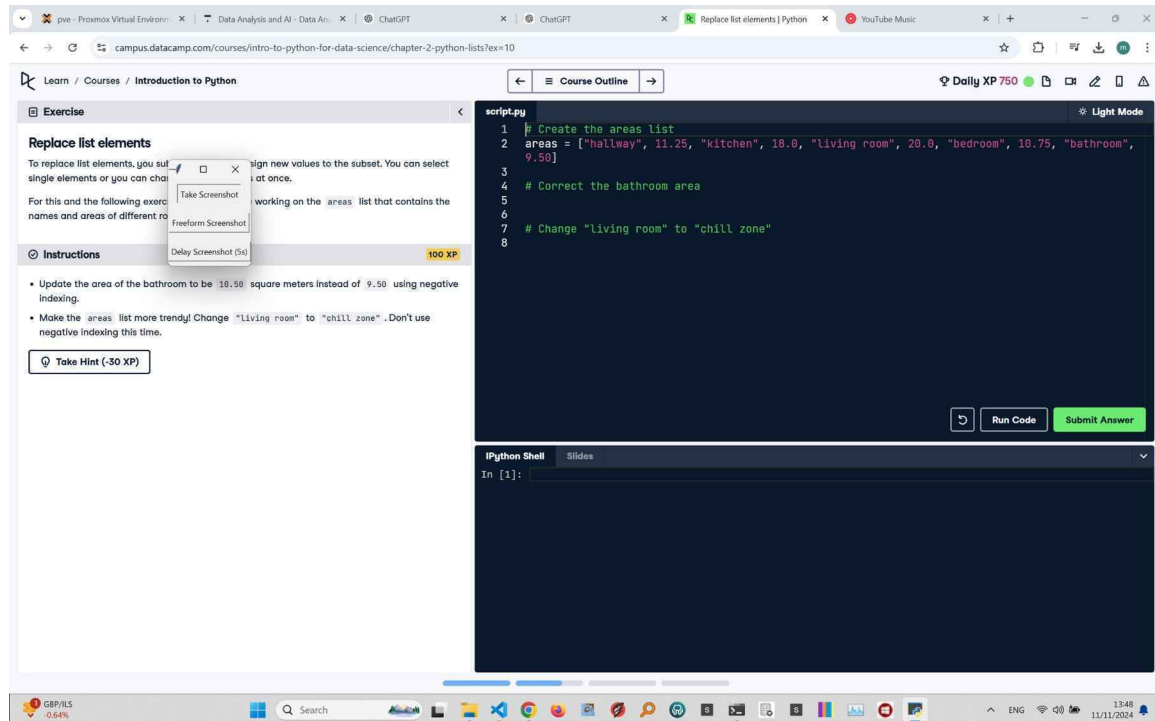 pve - Proxmox Virtual Environm
Data Analysis and AI - Data An
ChatGPT
ChatGPT
Replace list elements | Python
YouTube Music
campus.datacamp.com/courses/intro-to-python-for-data-science/chapter-2-python-lists?ex=10
Learn / Courses / Introduction to Python
Course Outline
Daily XP 750
Exercise
Replace list elements
To replace list elements, you sub sign new values to the subset. You can select
single elements or you can cha s at once.
For this and the following exerc working on the areas list that contains the
names and areas of different ro
Take Screenshot
Freeform Screenshot
Delay Screenshot (5s)
Instructions
100 XP
• Update the area of the bathroom to be 10.50 square meters instead of 9.50 using negative
indexing.
• Make the areas list more trendy! Change "living room" to "chill zone". Don't use
negative indexing this time.
Take Hint (-30 XP)
script.py
Light Mode
1 # Create the areas list
2 areas = ["hallway", 11.25, "kitchen", 18.0, "living room", 20.0, "bedroom", 10.75, "bathroom",
9.50]
3
4 # Correct the bathroom area
5
6
7 # Change "living room" to "chill zone"
8
Run Code
Submit Answer
IPython Shell
Slides
In [1]:
GBP/ILS
-0.64%
Search
ENG
13:48
11/11/2024